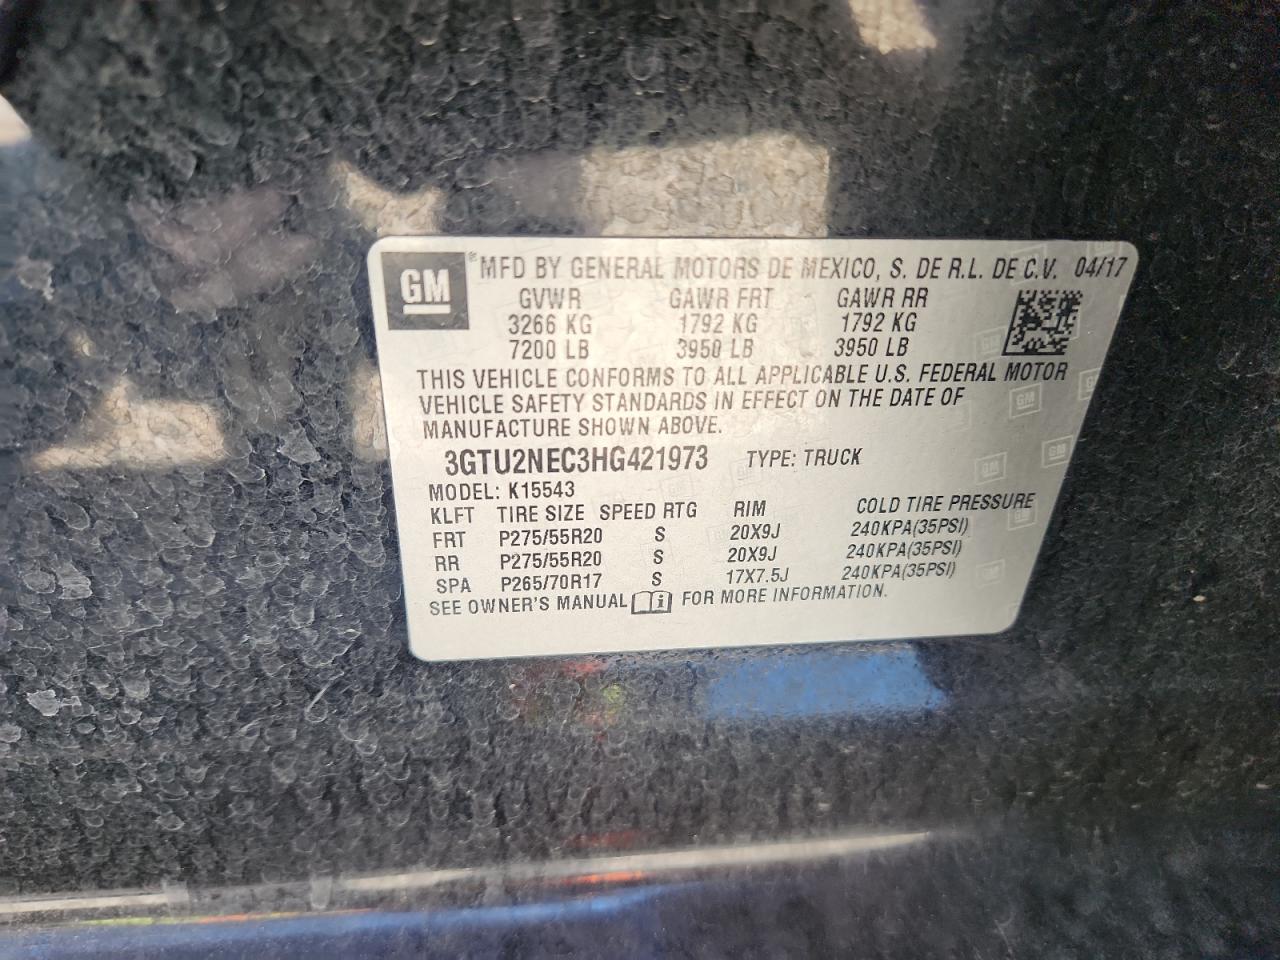 GM ® MFD BY GENERAL MOTORS DE MEXICO, S. DE R.L. DE C.V. 04/17
GVWR GAWR FRT GAWR RR
3266 KG 1792 KG 1792 KG
7200 LB 3950 LB 3950 LB
THIS VEHICLE CONFORMS TO ALL APPLICABLE U.S. FEDERAL MOTOR
VEHICLE SAFETY STANDARDS IN EFFECT ON THE DATE OF
MANUFACTURE SHOWN ABOVE.
3GTU2NEC3HG421973 TYPE: TRUCK
MODEL: K15543
KLFT TIRE SIZE SPEED RTG RIM COLD TIRE PRESSURE
FRT P275/55R20 S 20X9J 240KPA(35PSI)
RR P275/55R20 S 20X9J 240KPA(35PSI)
SPA P265/70R17 S 17X7.5J 240KPA(35PSI)
SEE OWNER'S MANUAL FOR MORE INFORMATION.